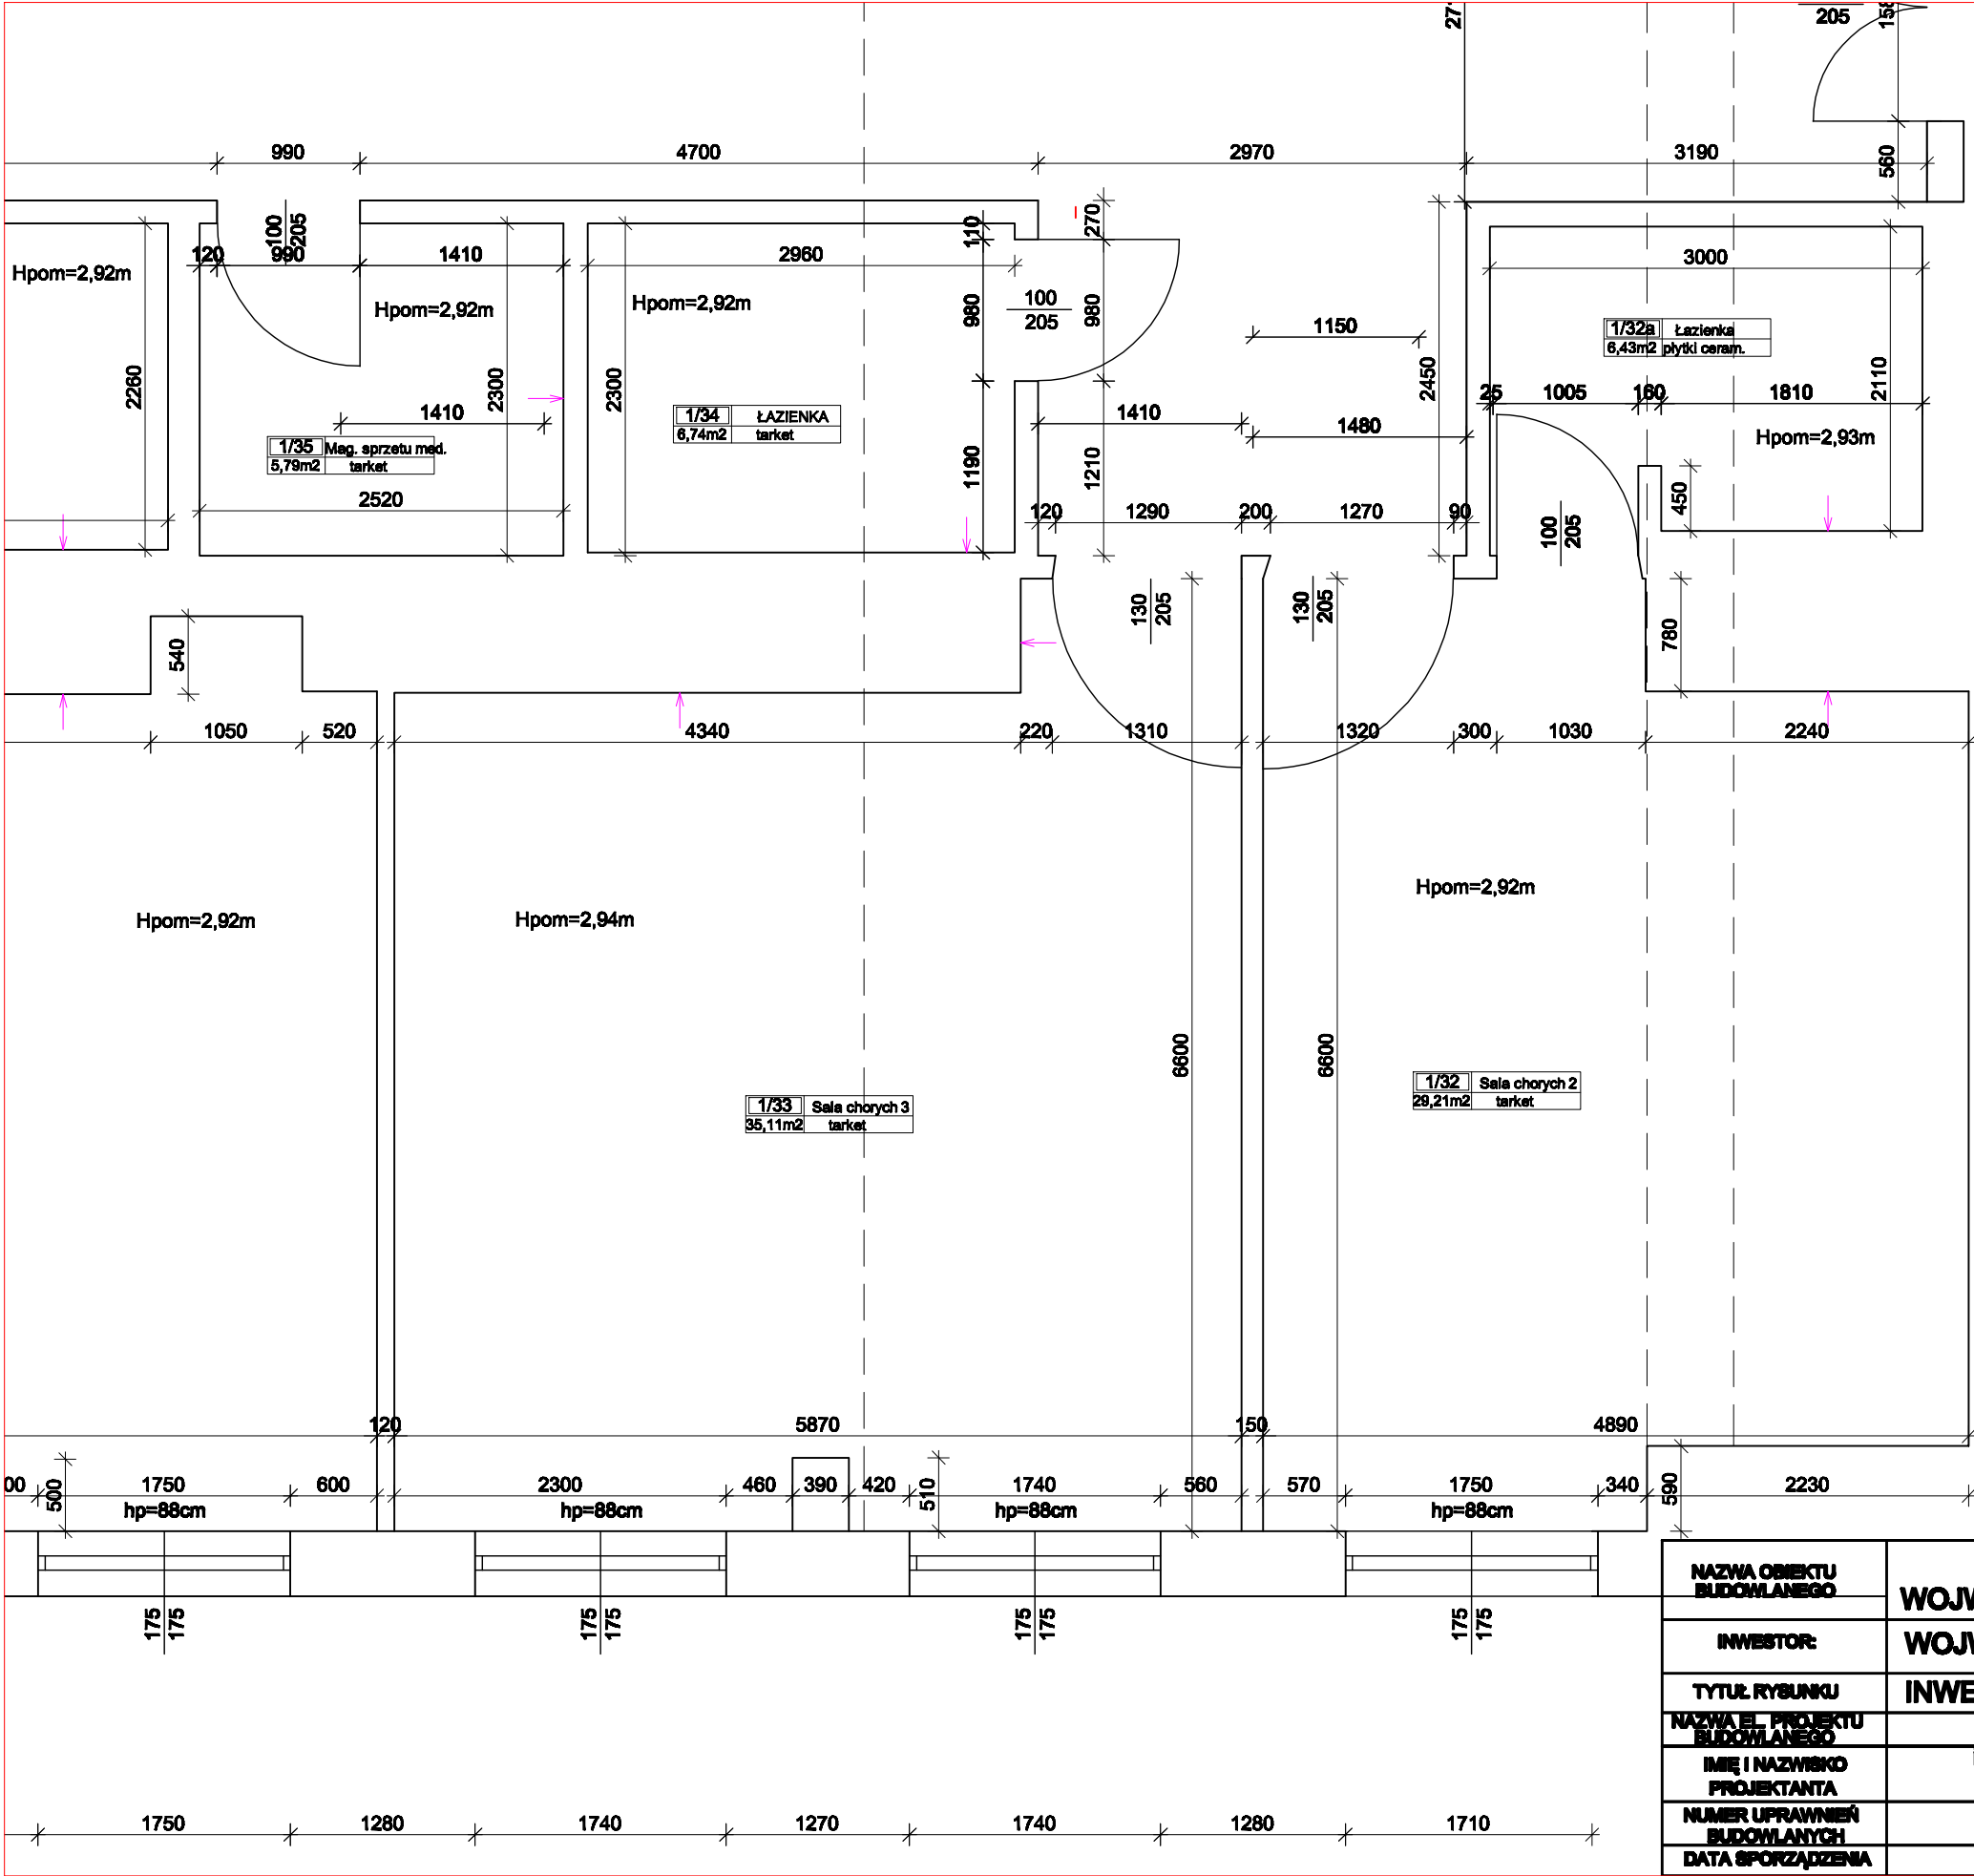 205
990
4700
2970
3190
560
100
205
120
990
1410
110
270
2960
3000
Hpom=2,92m
Hpom=2,92m
Hpom=2,92m
980
100
205
980
1150
1/32a Łazienka
6,43m2 płytki ceram.
2260
2300
2300
2450
2110
25
1005
160
1810
1410
1/34 ŁAZIENKA
6,74m2 tarket
1410
1480
Hpom=2,93m
1/35 Mag. sprzetu med.
5,79m2 tarket
1190
1210
450
2520
120
1290
200
1270
90
100
205
130
205
130
205
540
780
1050
520
4340
220
1310
1320
300
1030
2240
Hpom=2,92m
Hpom=2,94m
Hpom=2,92m
6600
6600
1/33 Sala chorych 3
35,11m2 tarket
1/32 Sala chorych 2
29,21m2 tarket
120
5870
150
4890
500
1750
600
2300
460
390
420
510
1740
560
570
1750
340
590
2230
hp=88cm
hp=88cm
hp=88cm
hp=88cm
175
175
175
175
175
175
175
175
NAZWA OBIEKTU
BUDOWLANEGO
INWESTOR:
TYTUŁ RYSUNKU
INWE
NAZWA EL. PROJEKTU
BUDOWLANEGO
IMIĘ I NAZWISKO
PROJEKTANTA
NUMER UPRAWNIEŃ
BUDOWLANYCH
DATA SPORZĄDZENIA
1750
1280
1740
1270
1740
1280
1710